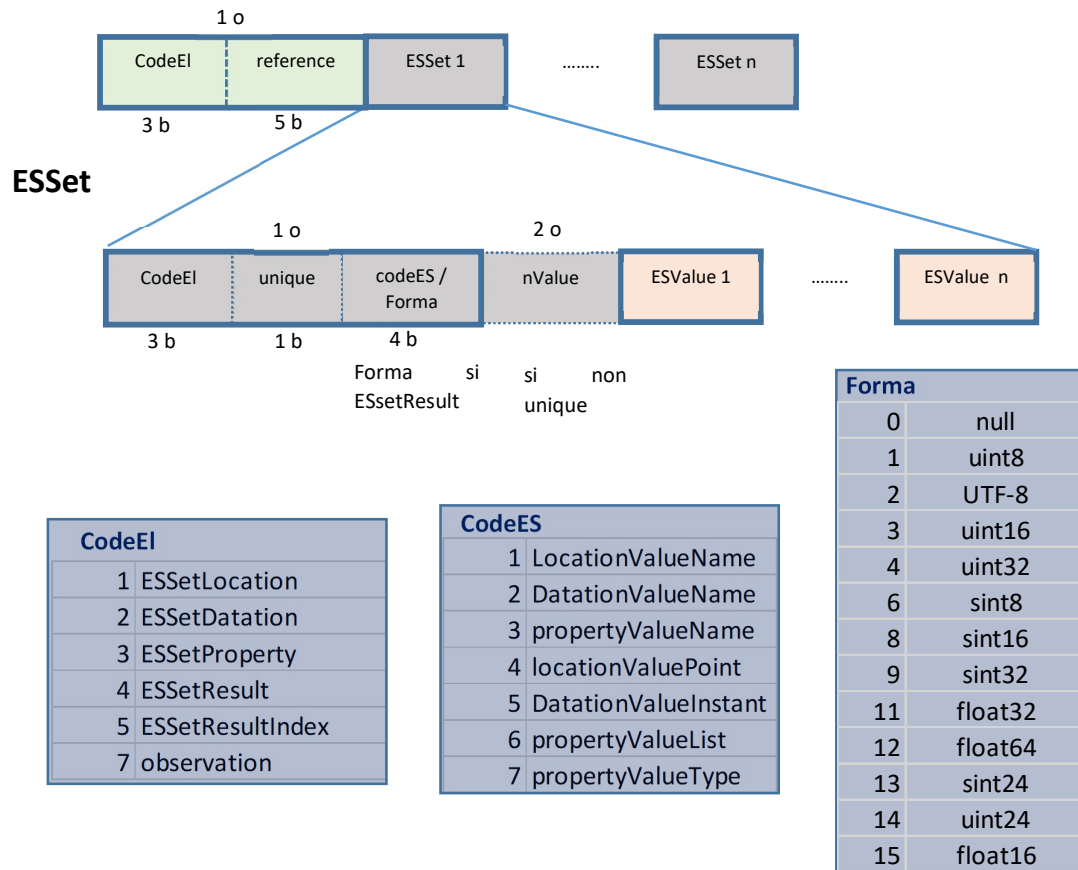 1 o
CodeEl reference ESSet 1 …….. ESSet n
3 b 5 b
ESSet
1 o 2 o
CodeEl unique codeES / Forma nValue ESValue 1 …….. ESValue n
3 b 1 b 4 b
Forma si ESsetResult
si non unique
CodeEl
1 ESSetLocation
2 ESSetDatation
3 ESSetProperty
4 ESSetResult
5 ESSetResultIndex
7 observation
CodeES
1 LocationValueName
2 DatationValueName
3 propertyValueName
4 locationValuePoint
5 DatationValueInstant
6 propertyValueList
7 propertyValueType
Forma
0 null
1 uint8
2 UTF-8
3 uint16
4 uint32
6 sint8
8 sint16
9 sint32
11 float32
12 float64
13 sint24
14 uint24
15 float16